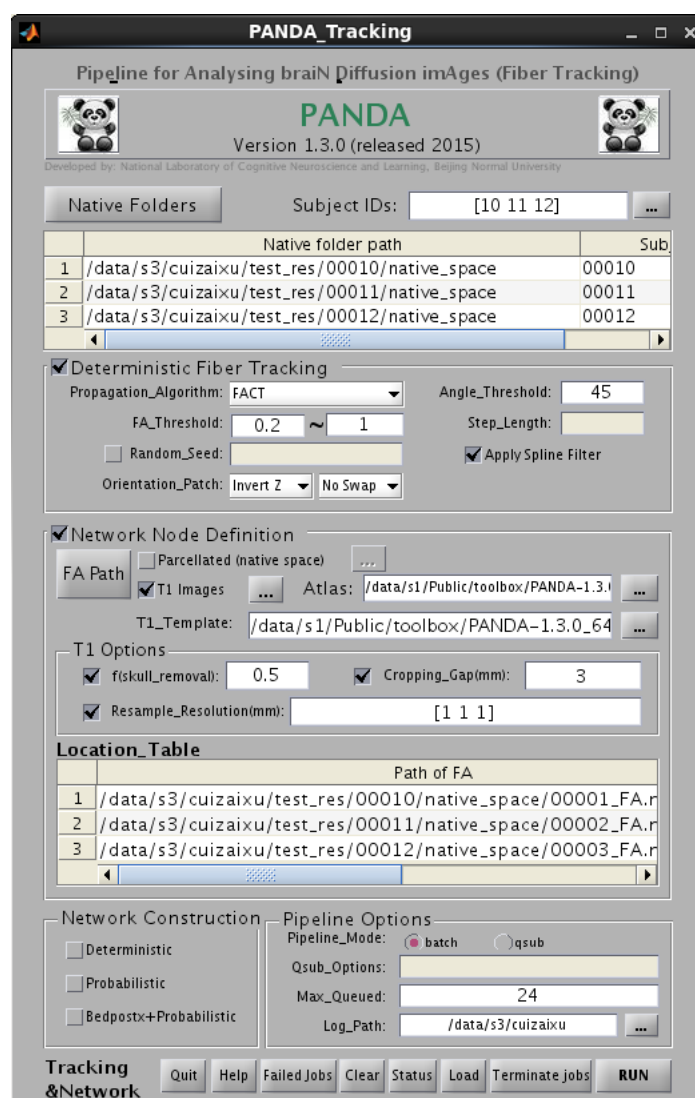 PANDA_Tracking
Pipeline for Analysing braiN Diffusion imAges (Fiber Tracking)
PANDA
Version 1.3.0 (released 2015)
Developed by: National Laboratory of Cognitive Neuroscience and Learning, Beijing Normal University
Native Folders Subject IDs: [10 11 12] ...
Native folder path Sub
1 /data/s3/cuizaixu/test_res/00010/native_space 00010
2 /data/s3/cuizaixu/test_res/00011/native_space 00011
3 /data/s3/cuizaixu/test_res/00012/native_space 00012
Deterministic Fiber Tracking
Propagation_Algorithm: FACT Angle_Threshold: 45
FA_Threshold: 0.2 ~ 1 Step_Length:
Random_Seed: Apply Spline Filter
Orientation_Patch: Invert Z No Swap
Network Node Definition
FA Path Parcellated (native space) ...
T1 Images ... Atlas: /data/s1/Public/toolbox/PANDA-1.3.( ...
T1_Template: /data/s1/Public/toolbox/PANDA-1.3.0_64 ...
T1 Options
f(skull_removal): 0.5 Cropping_Gap(mm): 3
Resample_Resolution(mm): [1 1 1]
Location_Table
Path of FA
1 /data/s3/cuizaixu/test_res/00010/native_space/00001_FA.r
2 /data/s3/cuizaixu/test_res/00011/native_space/00002_FA.r
3 /data/s3/cuizaixu/test_res/00012/native_space/00003_FA.r
Network Construction
Deterministic
Probabilistic
Bedpostx+Probabilistic
Pipeline Options
Pipeline_Mode: batch qsub
Qsub_Options:
Max_Queued: 24
Log_Path: /data/s3/cuizaixu ...
Tracking
&Network
Quit Help Failed Jobs Clear Status Load Terminate jobs RUN